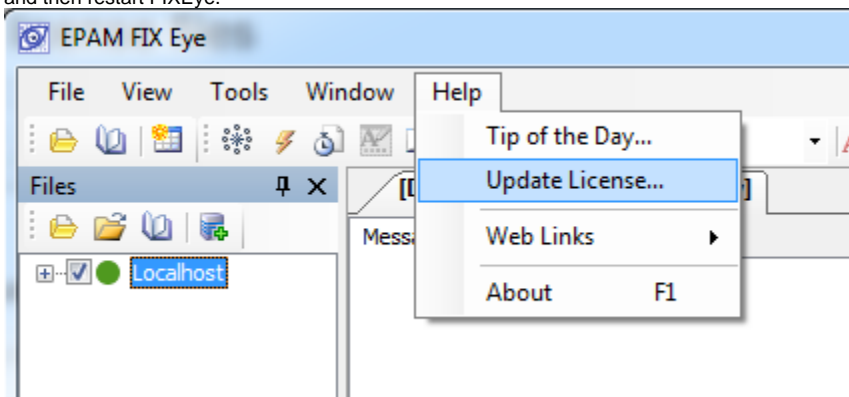 and then restart FIXEye.
EPAM FIX Eye
File View Tools Window Help
Tip of the Day...
Files
Update License...
Web Links
Localhost
About F1